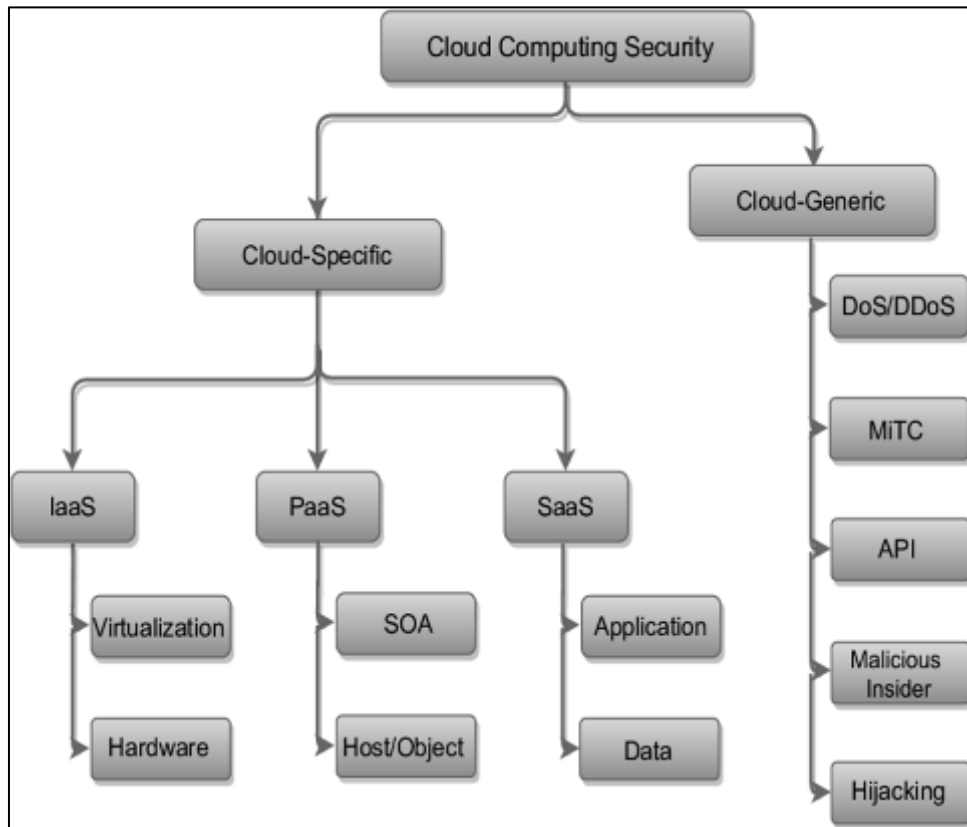 Cloud Computing Security
Cloud-Generic
Cloud-Specific
DoS/DDoS
MiTC
IaaS
PaaS
SaaS
API
Virtualization
SOA
Application
Malicious
Insider
Hardware
Host/Object
Data
Hijacking